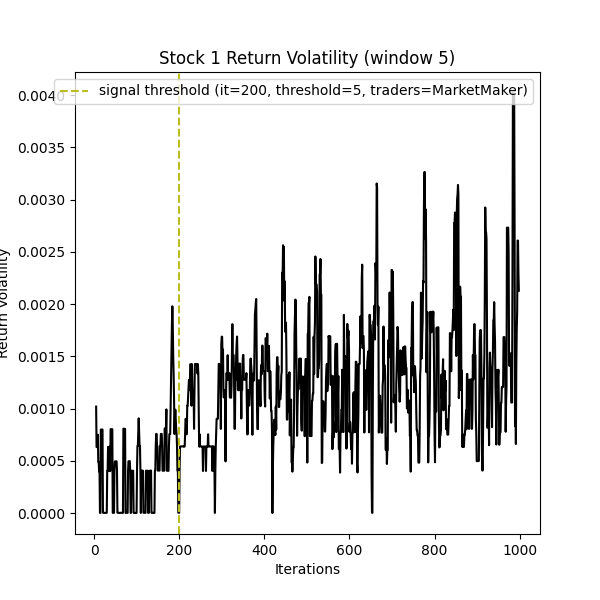 Stock 1 Return Volatility (window 5)
signal threshold (it=200, threshold=5, traders=MarketMaker)
0.0040
0.0035
0.0030
0.0025
0.0020
0.0015
0.0010
0.0005
0.0000
Return Volatility
0 200 400 600 800 1000
Iterations